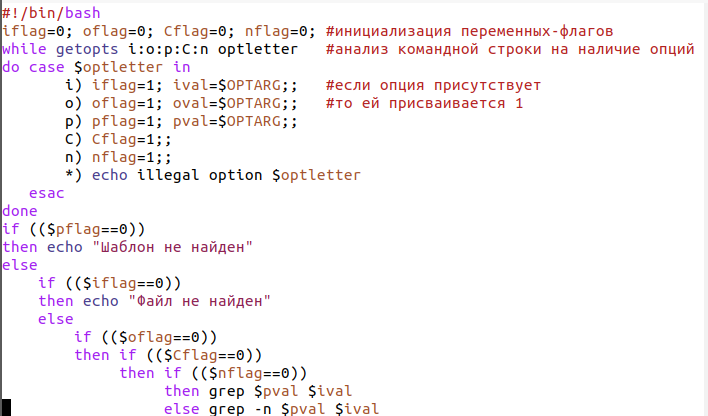 #!/bin/bash
iflag=0; oflag=0; Cflag=0; nflag=0; #инициализация переменных-флагов
while getopts i:o:p:C:n optletter   #анализ командной строки на наличие опций
do case $optletter in
       i) iflag=1; ival=$OPTARG;;   #если опция присутствует
       o) oflag=1; oval=$OPTARG;;   #то ей присваивается 1
       p) pflag=1; pval=$OPTARG;;
       C) Cflag=1;;
       n) nflag=1;;
       *) echo illegal option $optletter
   esac
done
if (($pflag==0))
then echo "Шаблон не найден"
else
    if (($iflag==0))
    then echo "Файл не найден"
    else
        if (($oflag==0))
        then if (($Cflag==0))
             then if (($nflag==0))
                  then grep $pval $ival
                  else grep -n $pval $ival